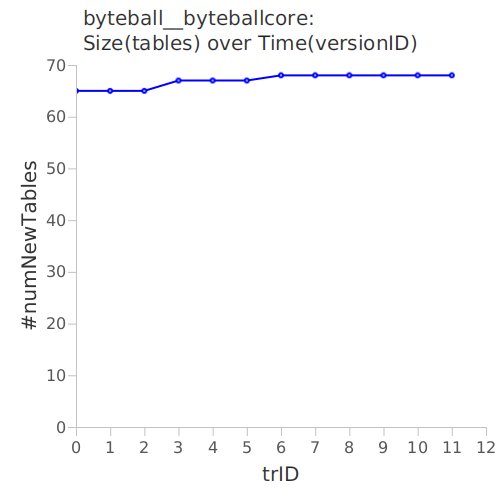 byteball__byteballcore:
Size(tables) over Time(versionID)
70
60
50
40
30
20
10
0
#numNewTables
0 1 2 3 4 5 6 7 8 9 10 11 12
trID